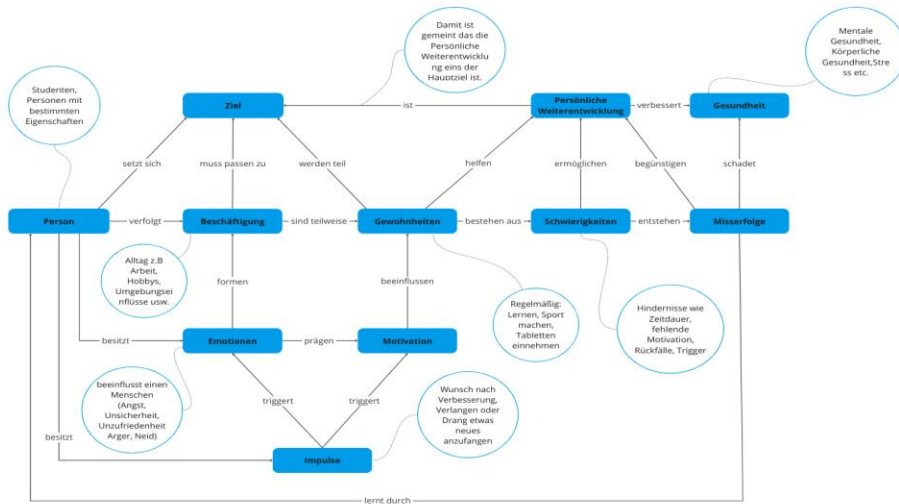 Damit ist
gemeint das die
Persönliche
Weiterentwicklu
ng eins der
Hauptziel ist.
Mentale
Gesundheit,
Körperliche
Gesundheit,Stre
ss etc.
Studenten,
Personen mit
bestimmten
Eigenschaften
Ziel
ist
Persönliche
Weiterentwicklung
verbessert
Gesundheit
setzt sich
muss passen zu
werden teil
helfen
ermöglichen
begünstigen
schadet
Person
verfolgt
Beschäftigung
sind teilweise
Gewohnheiten
bestehen aus
Schwierigkeiten
entstehen
Misserfolge
Alltag z.B
Arbeit,
Hobbys,
Umgebungsei
nflüsse usw.
formen
beeinflussen
Regelmäßig:
Lernen, Sport
machen,
Tabletten
einnehmen
Hindernisse wie
Zeitdauer,
fehlende
Motivation,
Rückfälle, Trigger
besitzt
Emotionen
prägen
Motivation
beeinflusst einen
Menschen
(Angst,
Unsicherheit,
Unzufriedenheit
Arger, Neid)
triggert
triggert
Wunsch nach
Verbesserung,
Verlangen oder
Drang etwas
neues
anzufangen
besitzt
Impulse
lernt durch